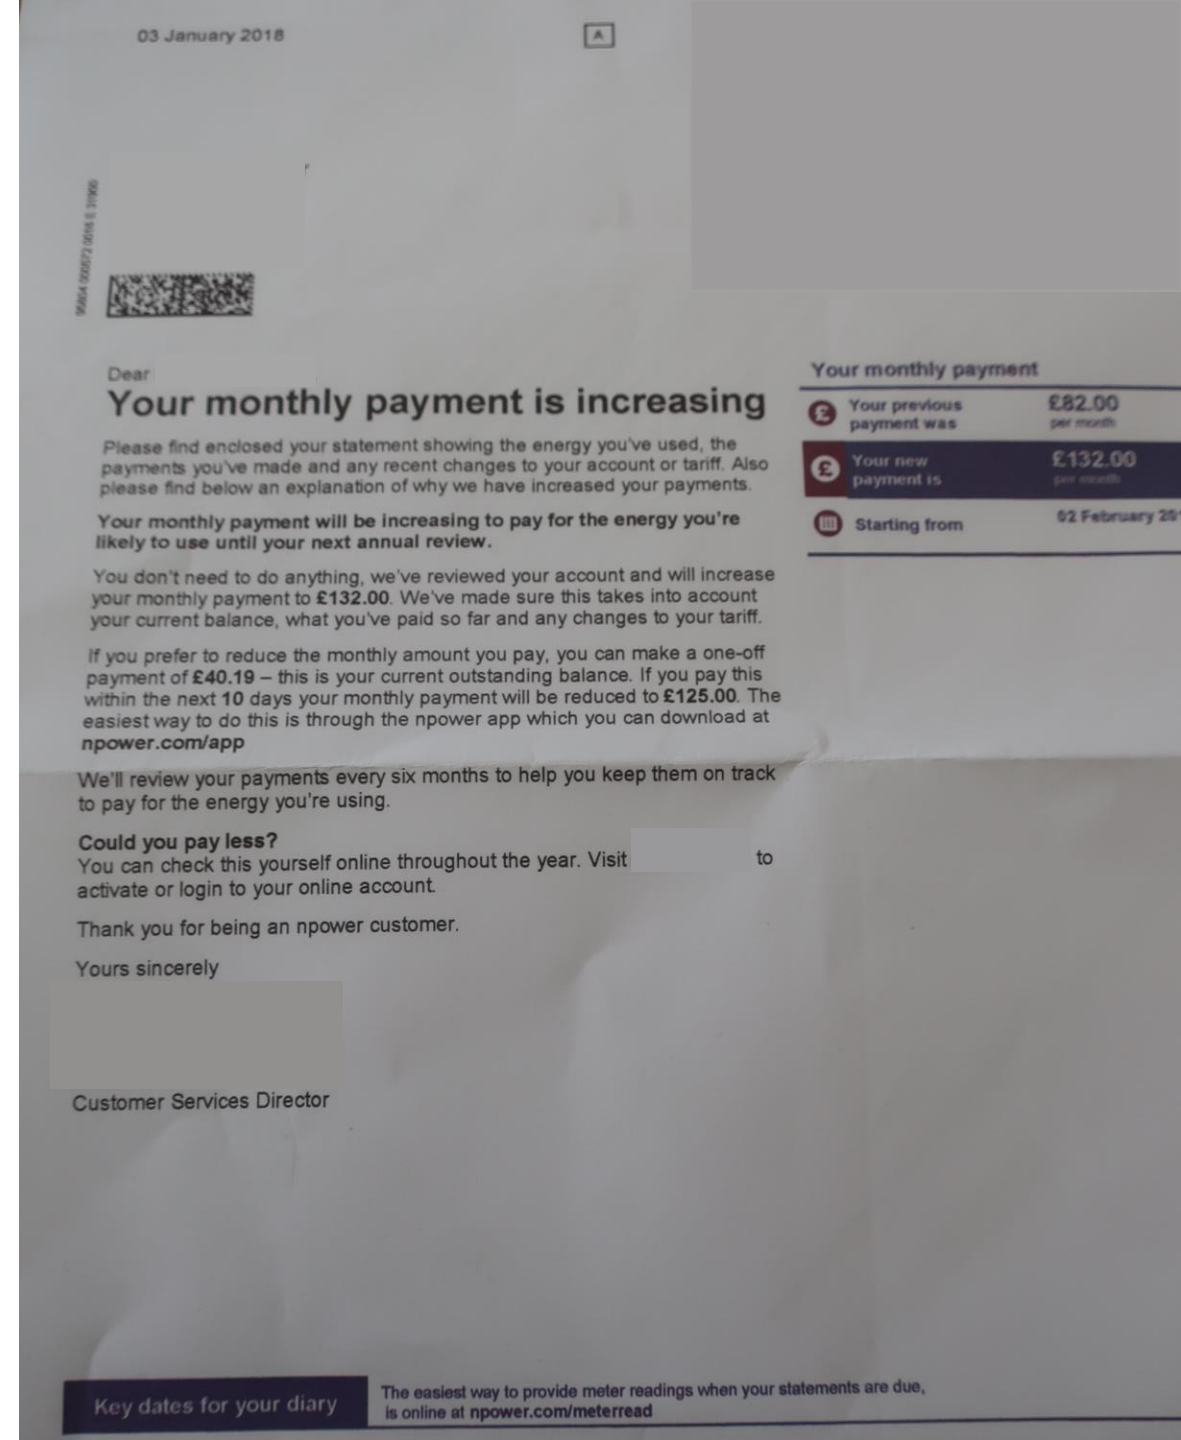 03 January 2018
A
Dear
Your monthly payment is increasing
Please find enclosed your statement showing the energy you've used, the
payments you've made and any recent changes to your account or tariff. Also
please find below an explanation of why we have increased your payments.
Your monthly payment will be increasing to pay for the energy you're
likely to use until your next annual review.
You don't need to do anything, we've reviewed your account and will increase
your monthly payment to £132.00. We've made sure this takes into account
your current balance, what you've paid so far and any changes to your tariff.
If you prefer to reduce the monthly amount you pay, you can make a one-off
payment of £40.19 – this is your current outstanding balance. If you pay this
within the next 10 days your monthly payment will be reduced to £125.00. The
easiest way to do this is through the npower app which you can download at
npower.com/app
We'll review your payments every six months to help you keep them on track
to pay for the energy you're using.
Could you pay less?
You can check this yourself online throughout the year. Visit to
activate or login to your online account.
Thank you for being an npower customer.
Yours sincerely
Customer Services Director
Your monthly payment
Your previous £82.00
payment was per month
£ Your new £132.00
payment is per month
Starting from 02 February
Key dates for your diary
The easiest way to provide meter readings when your statements are due,
is online at npower.com/meterread